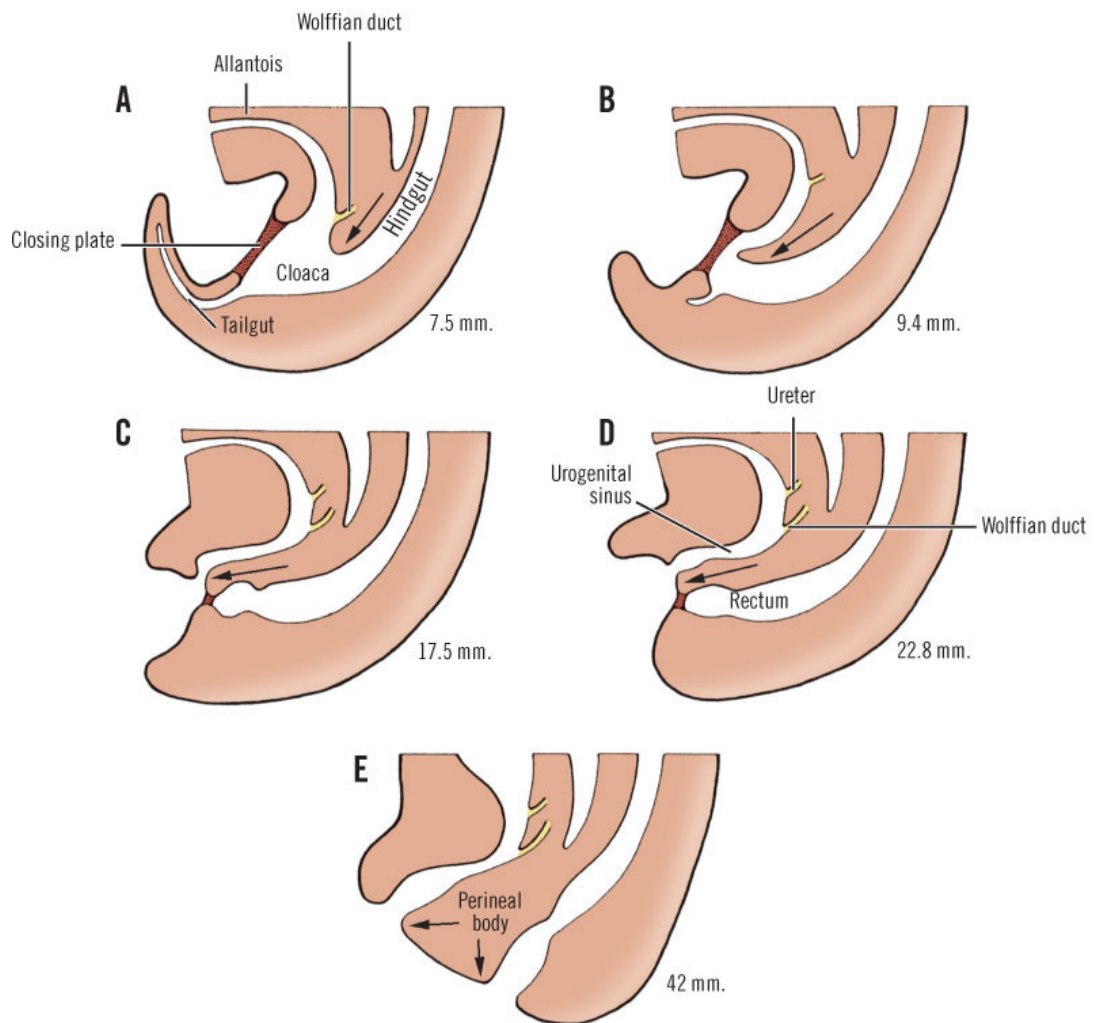 Wolffian duct
Allantois
A
B
Hindgut
Closing plate
Cloaca
Tailgut
7.5 mm.
9.4 mm.
Ureter
C
D
Urogenital
sinus
Wolffian duct
Rectum
17.5 mm.
22.8 mm.
E
Perineal
body
42 mm.